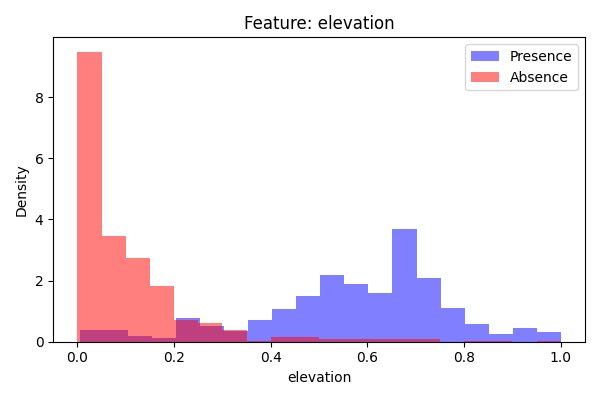 Feature: elevation
Presence
Absence
Density
8
6
4
2
0
0.0 0.2 0.4 0.6 0.8 1.0
elevation